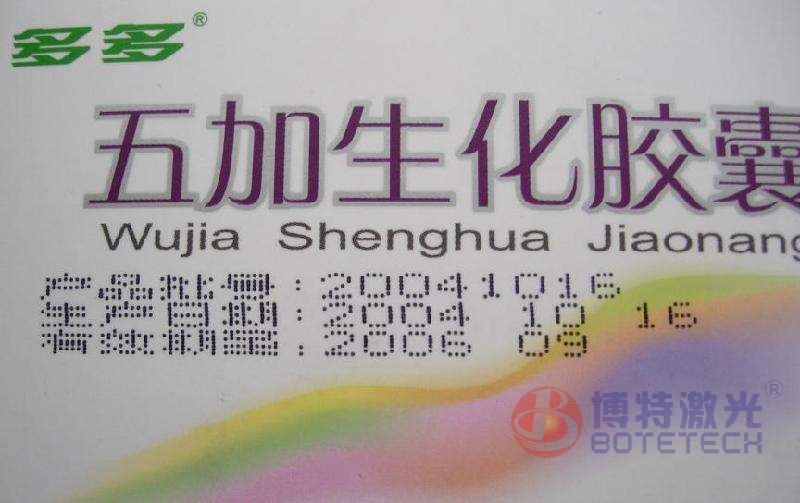 多多®
五加生化胶囊
Wujia Shenghua Jiaonang
产品批号:20041016
生产日期:2004 10 16
有效期至:2006 09
博特激光®
BOTETECH